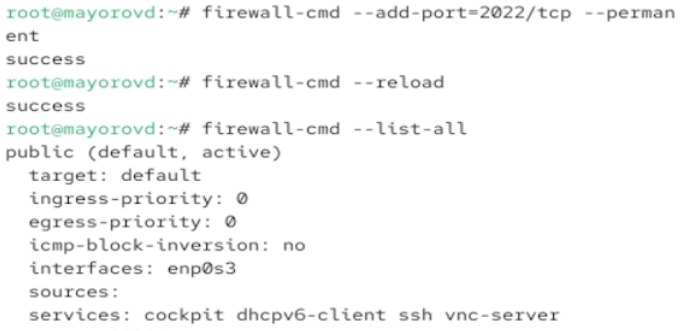 root@mayorovd:~# firewall-cmd --add-port=2022/tcp --perman
ent
success
root@mayorovd:~# firewall-cmd --reload
success
root@mayorovd:~# firewall-cmd --list-all
public (default, active)
  target: default
  ingress-priority: 0
  egress-priority: 0
  icmp-block-inversion: no
  interfaces: enp0s3
  sources:
  services: cockpit dhcpv6-client ssh vnc-server